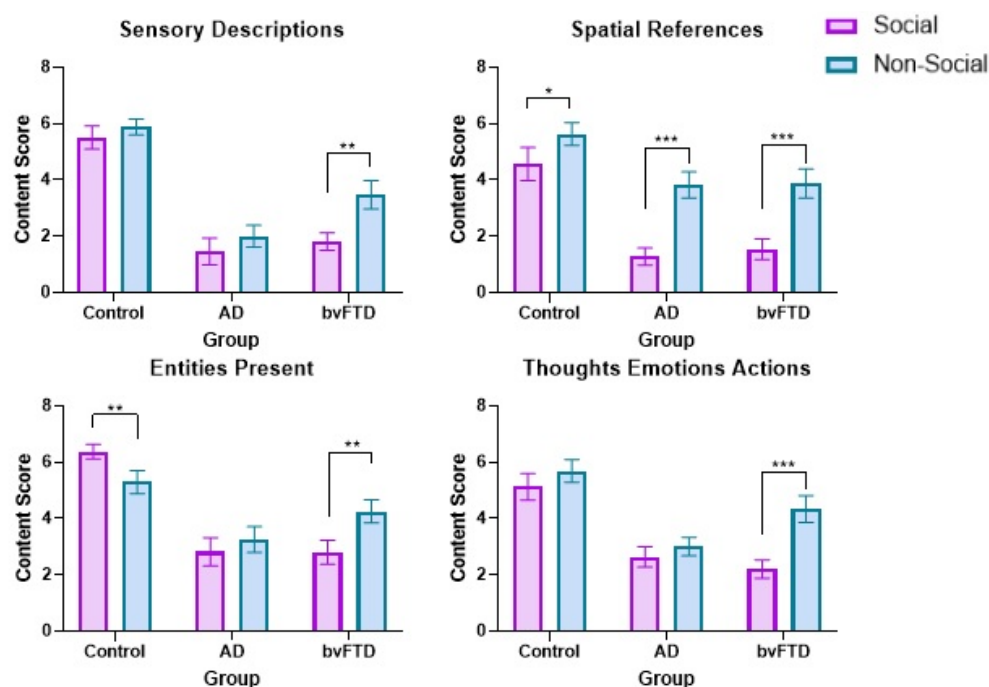 Sensory Descriptions
Spatial References
Social
Non-Social
Content Score
8
6
4
2
0
**
Control
AD
bvFTD
Group
Content Score
8
6
4
2
0
*
***
***
Control
AD
bvFTD
Group
Entities Present
Thoughts Emotions Actions
Content Score
8
6
4
2
0
**
**
Control
AD
bvFTD
Group
Content Score
8
6
4
2
0
***
Control
AD
bvFTD
Group